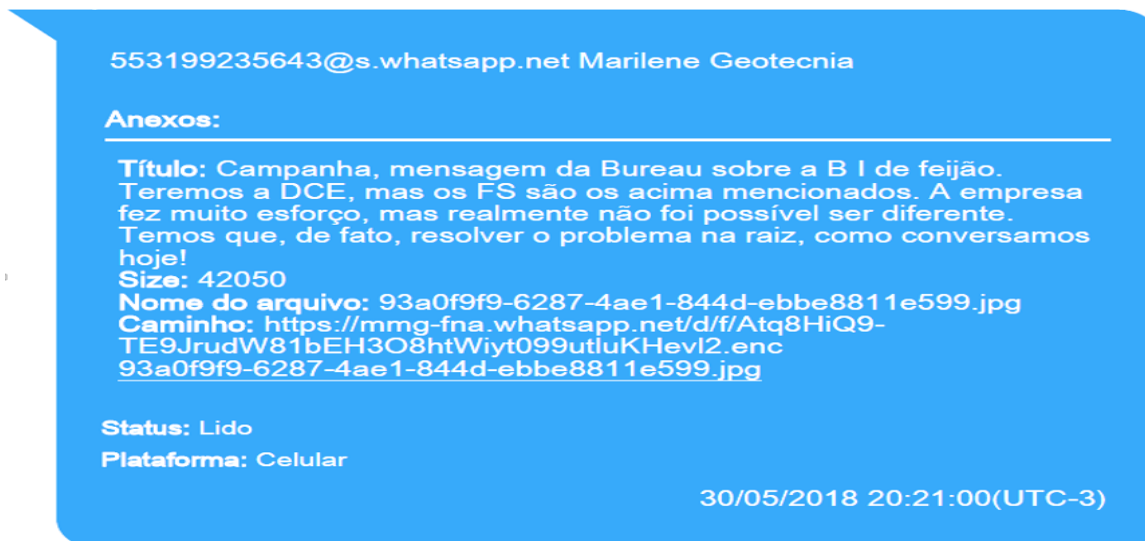 553199235643@s.whatsapp.net Marilene Geotecnia
Anexos:
Título: Campanha, mensagem da Bureau sobre a B I de feijão.
Teremos a DCE, mas os FS são os acima mencionados. A empresa
fez muito esforço, mas realmente não foi possível ser diferente.
Temos que, de fato, resolver o problema na raiz, como conversamos
hoje!
Size: 42050
Nome do arquivo: 93a0f9f9-6287-4ae1-844d-ebbe8811e599.jpg
Caminho: https://mmg-fna.whatsapp.net/d/f/Atq8HiQ9-
TE9JrudW81bEH3O8htWiyt099utluKHevl2.enc
93a0f9f9-6287-4ae1-844d-ebbe8811e599.jpg
Status: Lido
Plataforma: Celular
30/05/2018 20:21:00(UTC-3)